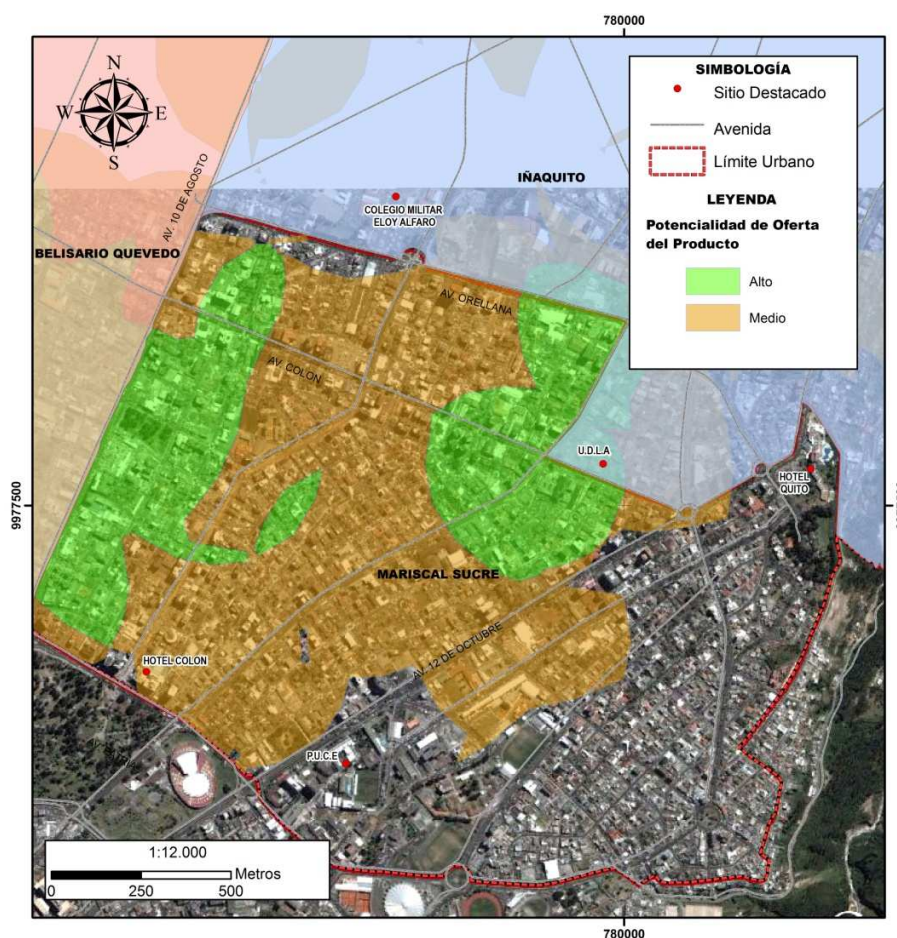 780000
N
W
E
S
SIMBOLOGÍA
Sitio Destacado
Avenida
Límite Urbano
LEYENDA
Potencialidad de Oferta
del Producto
Alto
Medio
AV. 10 DE AGOSTO
IÑAQUITO
COLEGIO MILITAR
ELOY ALFARO
BELISARIO QUEVEDO
AV. ORELLANA
AV. COLON
U.D.L.A
HOTEL
QUITO
9977500
MARISCAL SUCRE
AV. 12 DE OCTUBRE
HOTEL COLON
P.U.C.E
1:12.000
Metros
0
250
500
780000